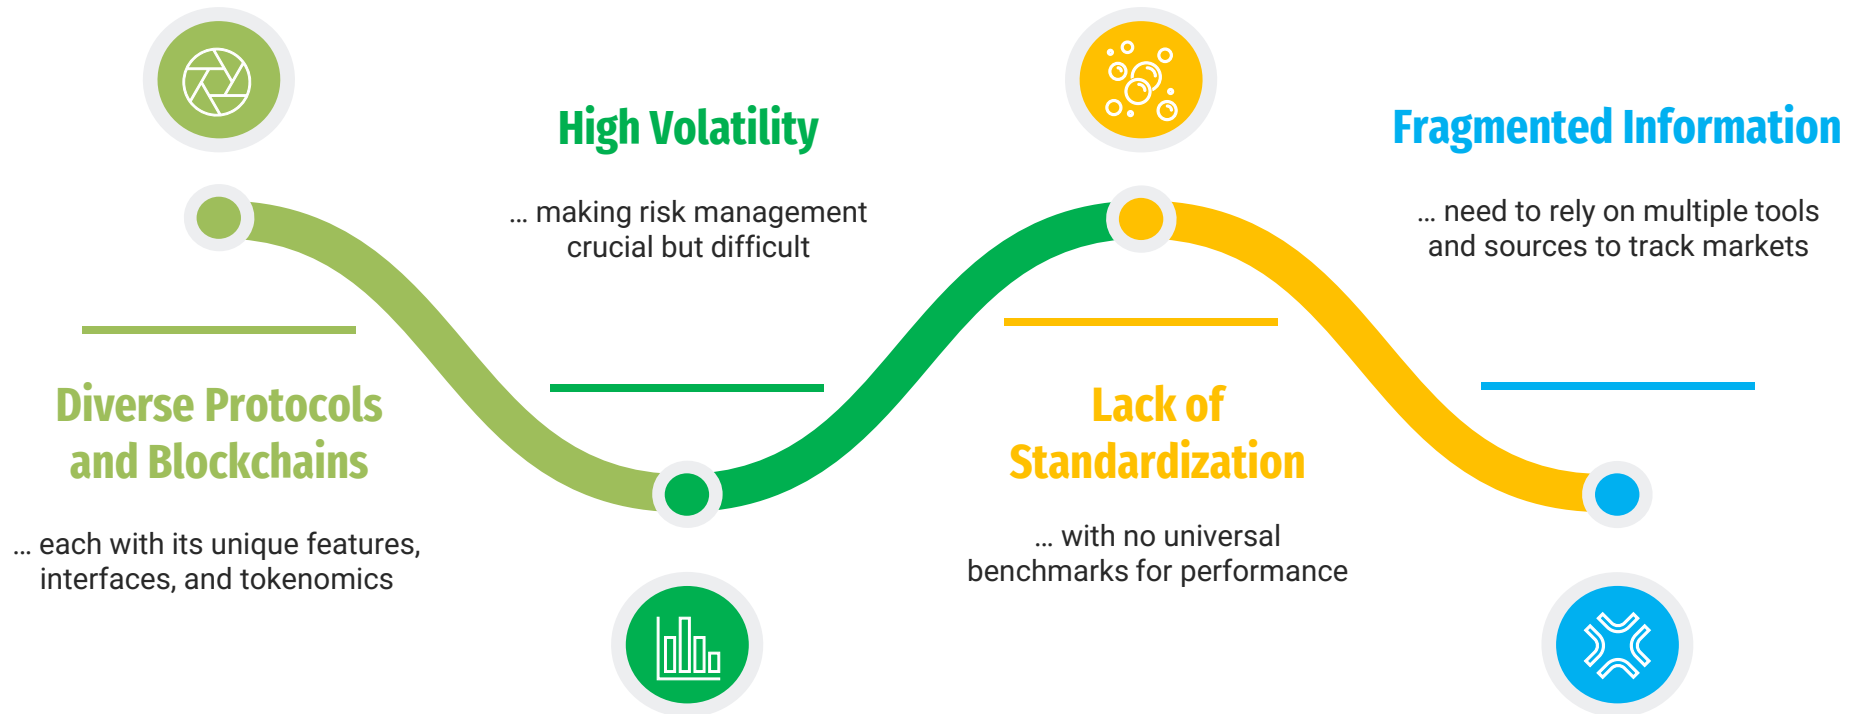 Diverse Protocols
and Blockchains
… each with its unique features,
interfaces, and tokenomics
High Volatility
… making risk management
crucial but difficult
Lack of
Standardization
… with no universal
benchmarks for performance
Fragmented Information
… need to rely on multiple tools
and sources to track markets